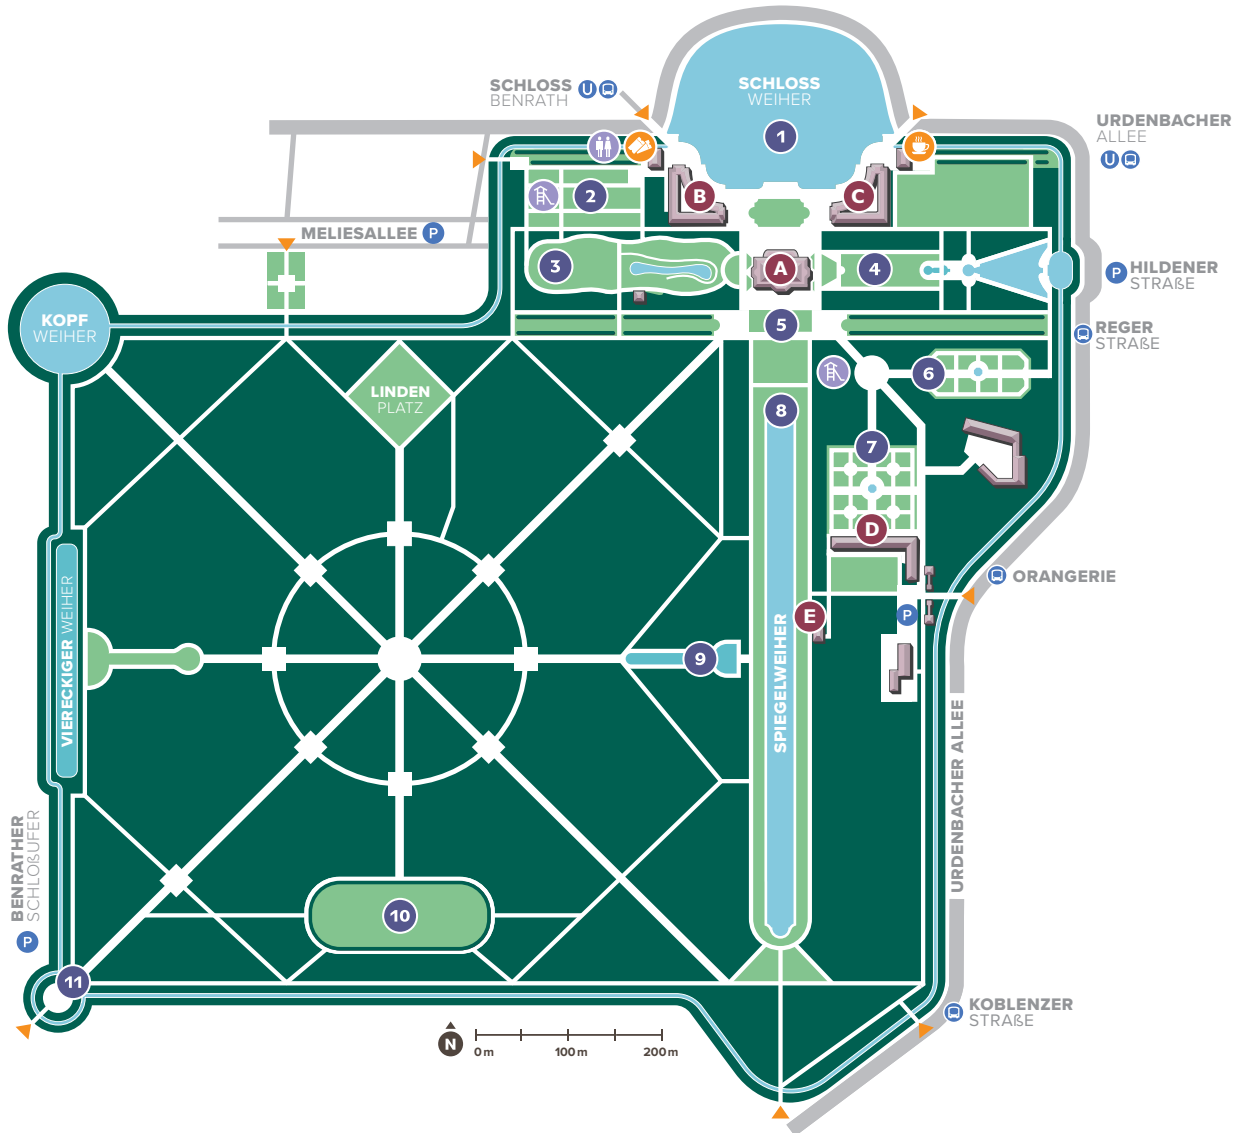 SCHLOSS
WEIHER
1
SCHLOSS
BENRATH
U
URDENBACHER
ALLEE
U
B
C
2
MELIESALLEE P
3
A
4
P HILDENER
STRAßE
5
REGER
STRAßE
KOPF
WEIHER
LINDEN
PLATZ
6
8
7
D
ORANGERIE
E
P
9
SPIEGELWEIHER
VIERECKIGER WEIHER
URDENBACHER ALLEE
BENRATHER
SCHLOßUFER
P
10
11
KOBLENZER
STRAßE
N
0 m 100 m 200 m